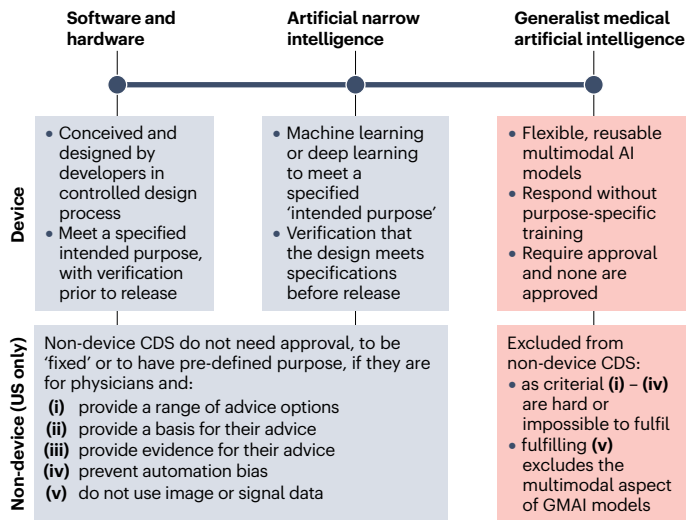 Software and
hardware
Artificial narrow
intelligence
Generalist medical
artificial intelligence
Device
• Conceived and
designed by
developers in
controlled design
process
• Meet a specified
intended purpose,
with verification
prior to release
• Machine learning
or deep learning
to meet a
specified
‘intended purpose’
• Verification that
the design meets
specifications
before release
• Flexible, reusable
multimodal AI
models
• Respond without
purpose-specific
training
• Require approval
and none are
approved
Non-device (US only)
Non-device CDS do not need approval, to be
‘fixed’ or to have pre-defined purpose, if they are
for physicians and:
(i) provide a range of advice options
(ii) provide a basis for their advice
(iii) provide evidence for their advice
(iv) prevent automation bias
(v) do not use image or signal data
Excluded from
non-device CDS:
• as criterial (i) – (iv)
are hard or
impossible to fulfil
• fulfilling (v)
excludes the
multimodal aspect
of GMAI models